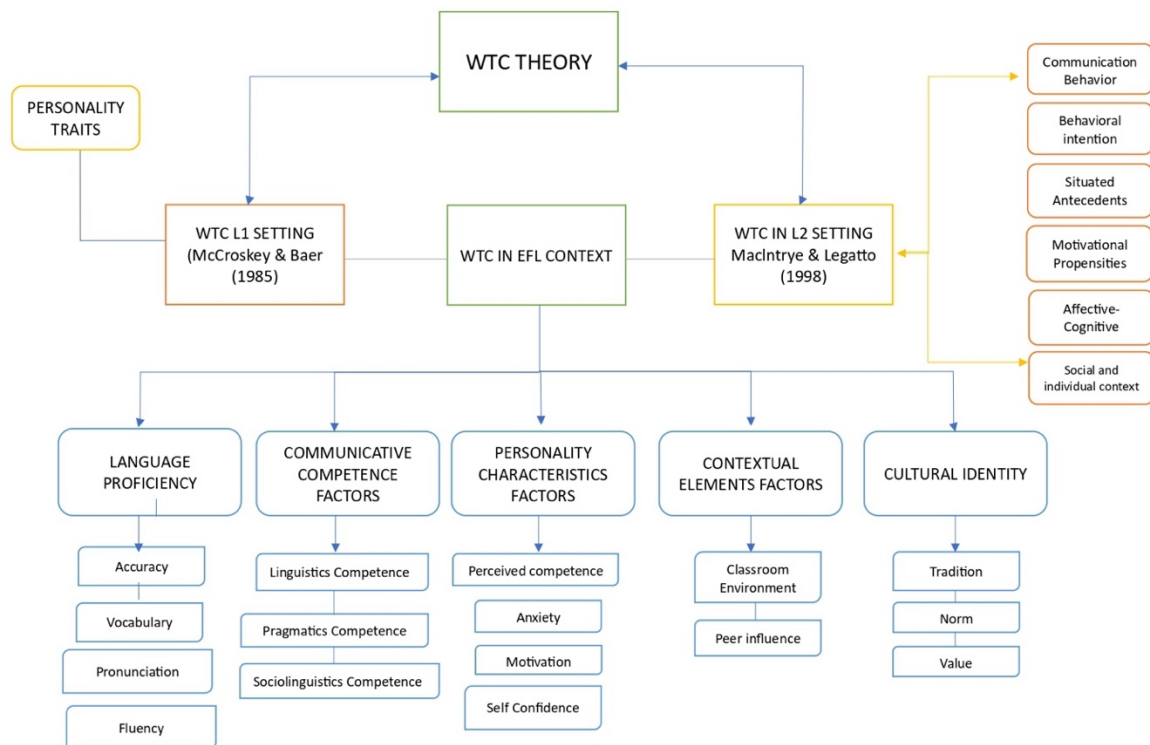 WTC THEORY
PERSONALITY
TRAITS
WTC L1 SETTING
(McCroskey & Baer
(1985)
WTC IN EFL CONTEXT
WTC IN L2 SETTING
MacIntrye & Legatto
(1998)
Communication
Behavior
Behavioral
intention
Situated
Antecedents
Motivational
Propensities
Affective-
Cognitive
Social and
individual context
LANGUAGE
PROFICIENCY
Accuracy
Vocabulary
Pronunciation
Fluency
COMMUNICATIVE
COMPETENCE
FACTORS
Linguistics Competence
Pragmatics Competence
Sociolinguistics Competence
PERSONALITY
CHARACTERISTICS
FACTORS
Perceived competence
Anxiety
Motivation
Self Confidence
CONTEXTUAL
ELEMENTS FACTORS
Classroom
Environment
Peer influence
CULTURAL IDENTITY
Tradition
Norm
Value